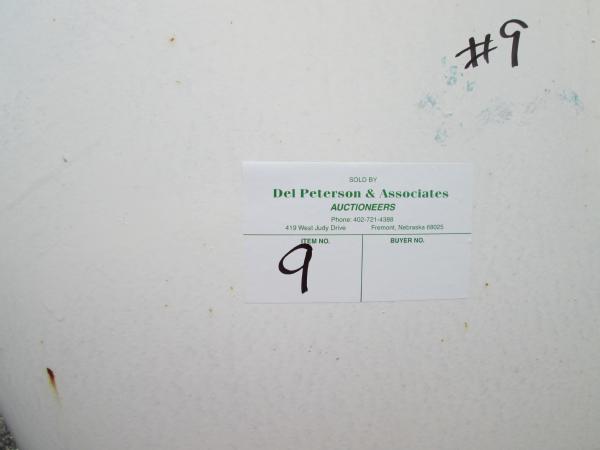 #9
SOLD BY
Del Peterson & Associates
AUCTIONEERS
Phone: 402-721-4388
419 West Judy Drive Fremont, Nebraska 68025
ITEM NO. BUYER NO.
9